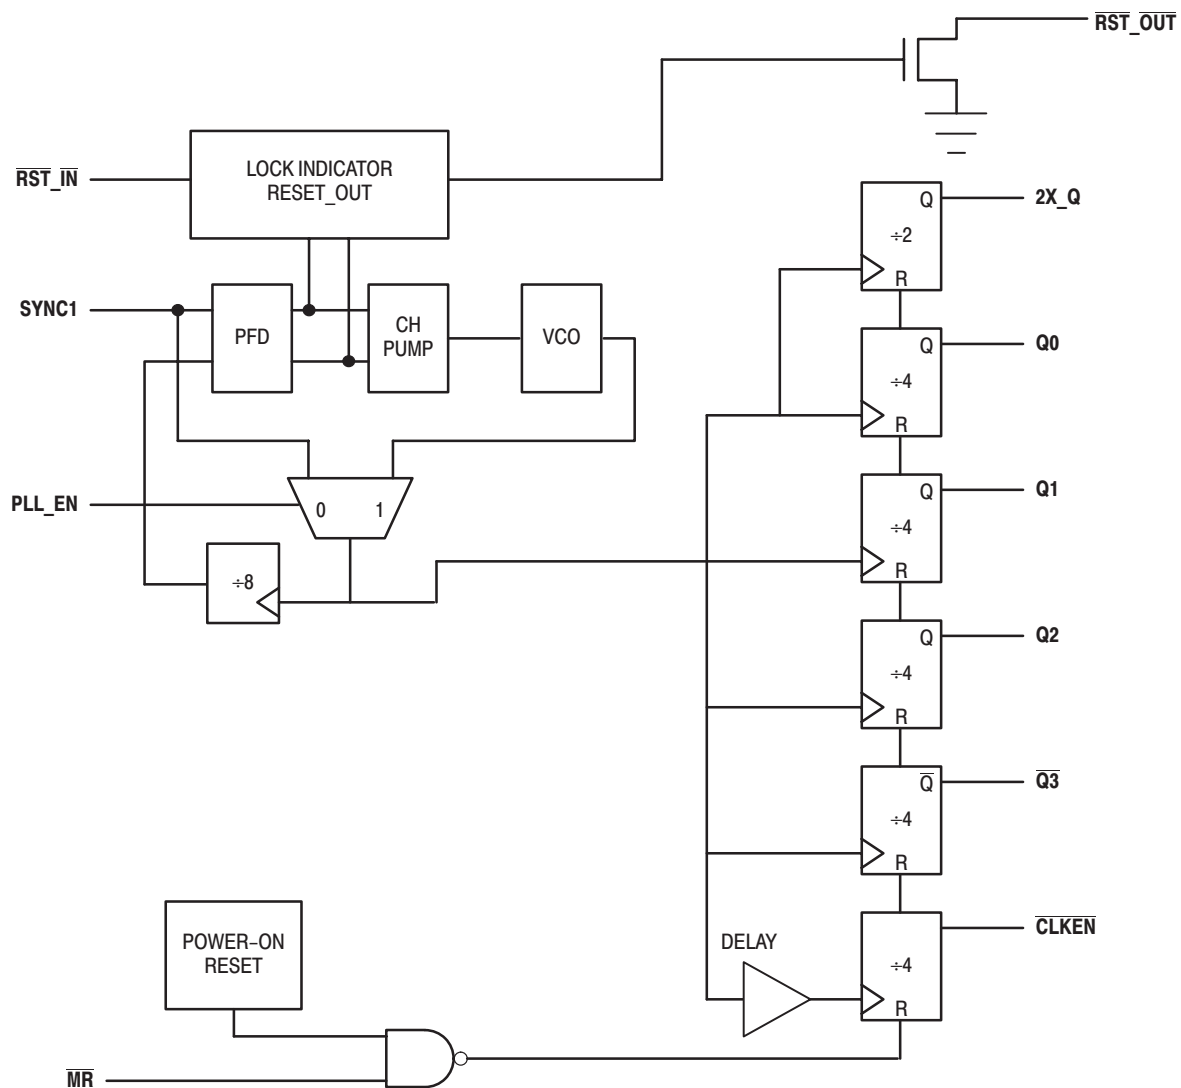 RST_OUT
LOCK INDICATOR
RESET_OUT
RST_IN
Q
2X_Q
÷2
R
SYNC1
PFD
CH
PUMP
VCO
Q
Q0
÷4
R
PLL_EN
0
1
Q
Q1
÷4
R
÷8
Q
Q2
÷4
R
Q̅
Q3
÷4
R
POWER–ON
RESET
DELAY
CLKEN
÷4
R
MR